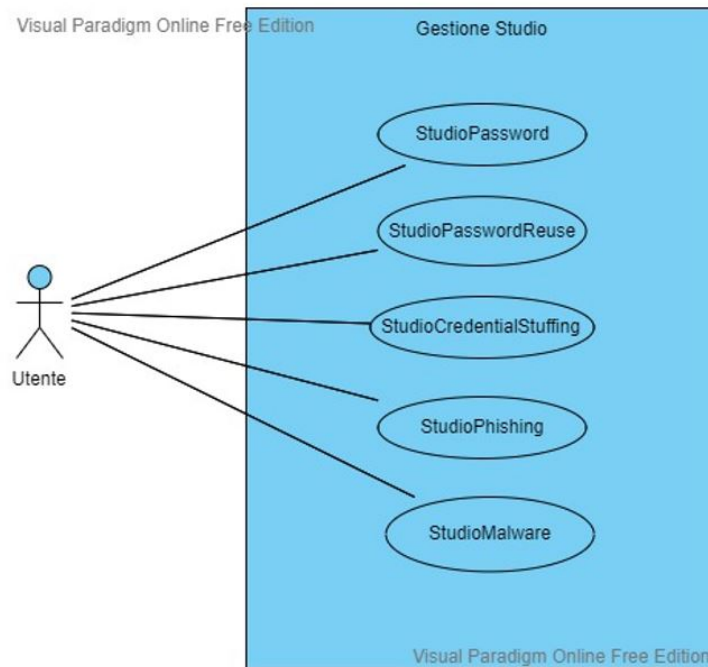 Visual Paradigm Online Free Edition
Gestione Studio
StudioPassword
StudioPasswordReuse
StudioCredentialStuffing
Utente
StudioPhishing
StudioMalware
Visual Paradigm Online Free Edition